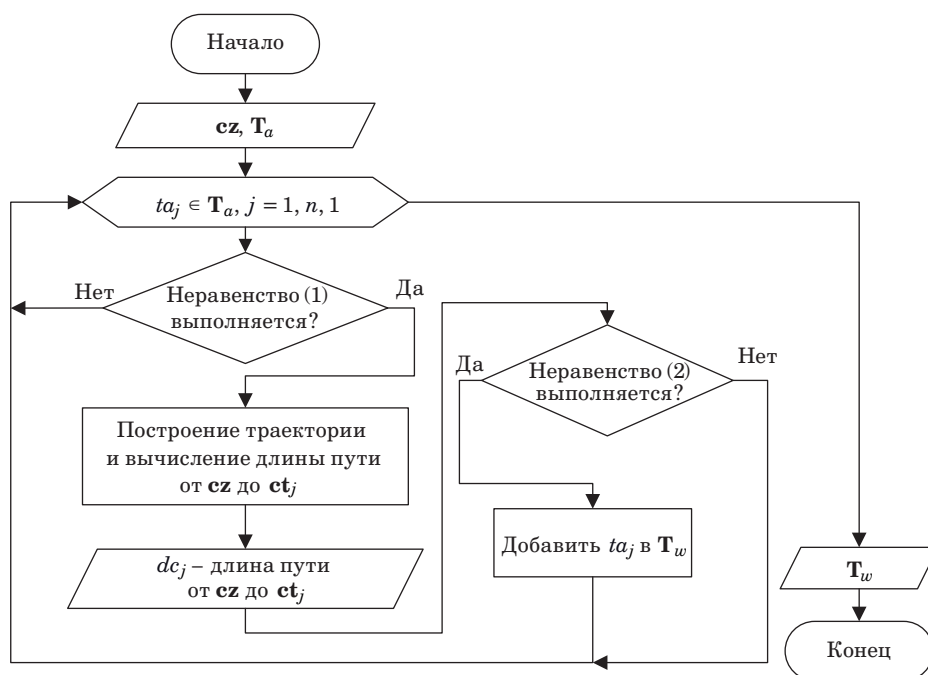 Начало
cz, Tₐ
taⱼ ∈ Tₐ, j = 1, n, 1
Нет
Неравенство (1)
выполняется?
Да
Построение траектории
и вычисление длины пути
от cz до ctⱼ
dcⱼ – длина пути
от cz до ctⱼ
Да
Неравенство (2)
выполняется?
Нет
Добавить taⱼ в T_w
T_w
Конец